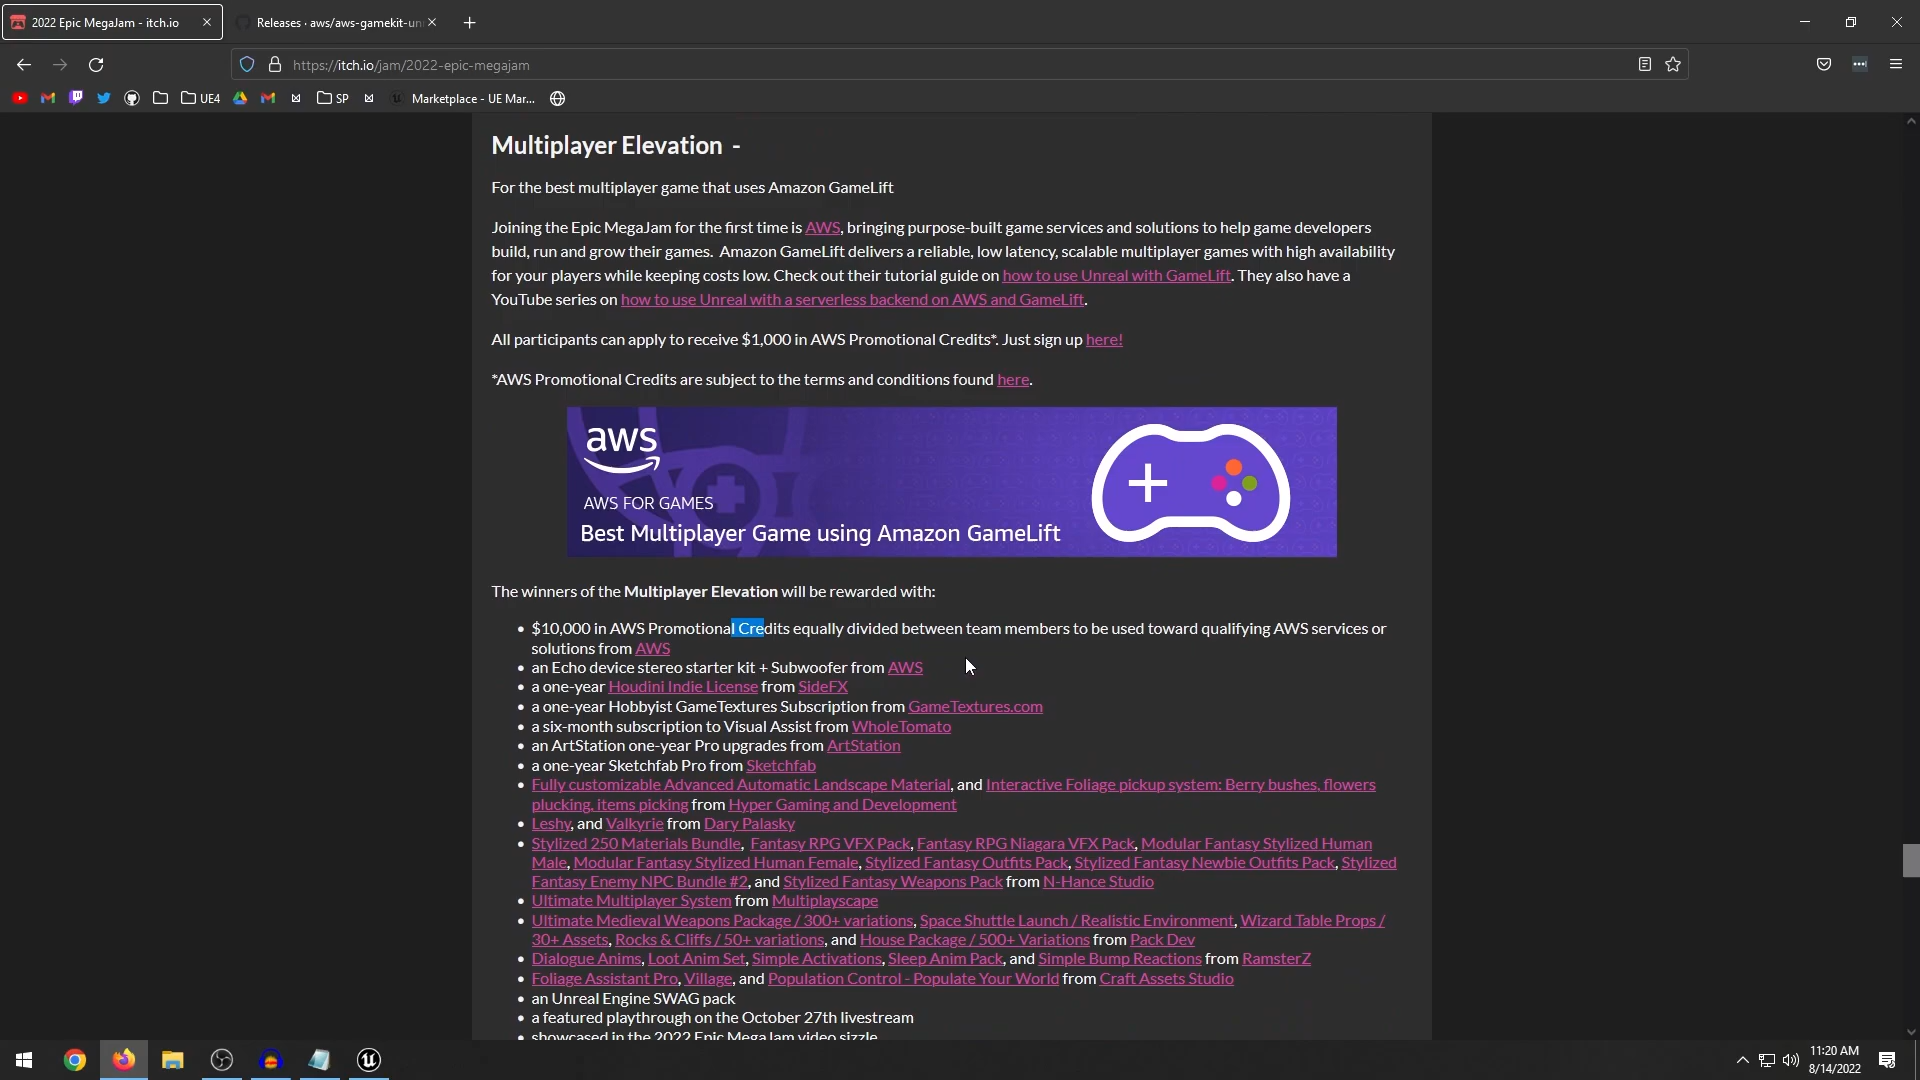 2022 Epic MegaJam - itch.io
Releases · aws/aws-gamekit-un
https://itch.io/jam/2022-epic-megajam
UE4
SP
Marketplace - UE Mar...
Multiplayer Elevation -
For the best multiplayer game that uses Amazon GameLift
Joining the Epic MegaJam for the first time is AWS, bringing purpose-built game services and solutions to help game developers
build, run and grow their games. Amazon GameLift delivers a reliable, low latency, scalable multiplayer games with high availability
for your players while keeping costs low. Check out their tutorial guide on how to use Unreal with GameLift. They also have a
YouTube series on how to use Unreal with a serverless backend on AWS and GameLift.
All participants can apply to receive $1,000 in AWS Promotional Credits*. Just sign up here!
*AWS Promotional Credits are subject to the terms and conditions found here.
aws
AWS FOR GAMES
Best Multiplayer Game using Amazon GameLift
The winners of the Multiplayer Elevation will be rewarded with:
• $10,000 in AWS Promotional Credits equally divided between team members to be used toward qualifying AWS services or
solutions from AWS
• an Echo device stereo starter kit + Subwoofer from AWS
• a one-year Houdini Indie License from SideFX
• a one-year Hobbyist GameTextures Subscription from GameTextures.com
• a six-month subscription to Visual Assist from WholeTomato
• an ArtStation one-year Pro upgrades from ArtStation
• a one-year Sketchfab Pro from Sketchfab
• Fully customizable Advanced Automatic Landscape Material, and Interactive Foliage pickup system: Berry bushes, flowers
plucking, items picking from Hyper Gaming and Development
• Leshy, and Valkyrie from Dary Palasky
• Stylized 250 Materials Bundle, Fantasy RPG VFX Pack, Fantasy RPG Niagara VFX Pack, Modular Fantasy Stylized Human
Male, Modular Fantasy Stylized Human Female, Stylized Fantasy Outfits Pack, Stylized Fantasy Newbie Outfits Pack, Stylized
Fantasy Enemy NPC Bundle #2, and Stylized Fantasy Weapons Pack from N-Hance Studio
• Ultimate Multiplayer System from Multiplayscape
• Ultimate Medieval Weapons Package / 300+ variations, Space Shuttle Launch / Realistic Environment, Wizard Table Props /
30+ Assets, Rocks & Cliffs / 50+ variations, and House Package / 500+ Variations from Pack Dev
• Dialogue Anims, Loot Anim Set, Simple Activations, Sleep Anim Pack, and Simple Bump Reactions from RamsterZ
• Foliage Assistant Pro, Village, and Population Control - Populate Your World from Craft Assets Studio
• an Unreal Engine SWAG pack
• a featured playthrough on the October 27th livestream
• showcased in the 2022 Epic MegaJam video sizzle
11:20 AM
8/14/2022